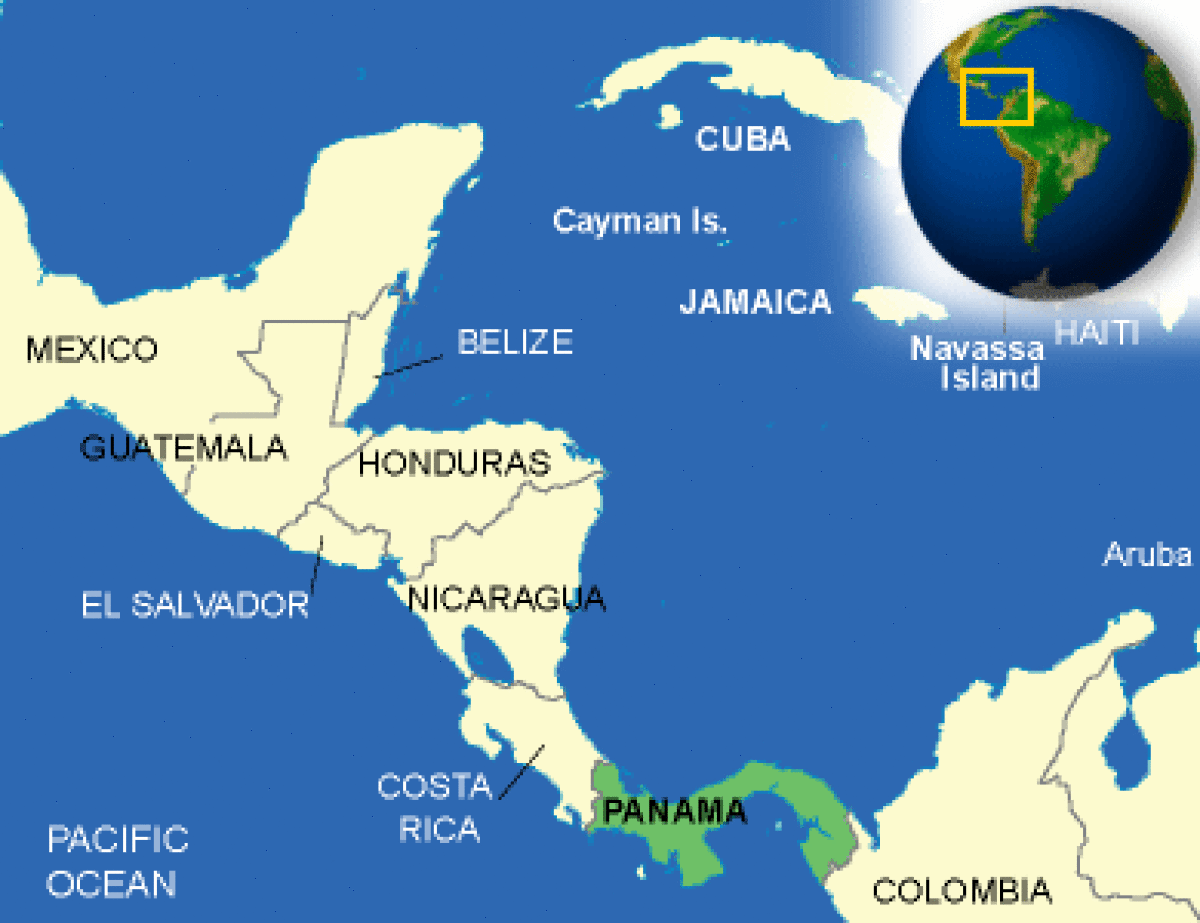 CUBA
Cayman Is.
JAMAICA
HAITI
Navassa
Island
MEXICO
BELIZE
GUATEMALA
HONDURAS
Aruba
EL SALVADOR
NICARAGUA
COSTA
RICA
PANAMA
PACIFIC
OCEAN
COLOMBIA